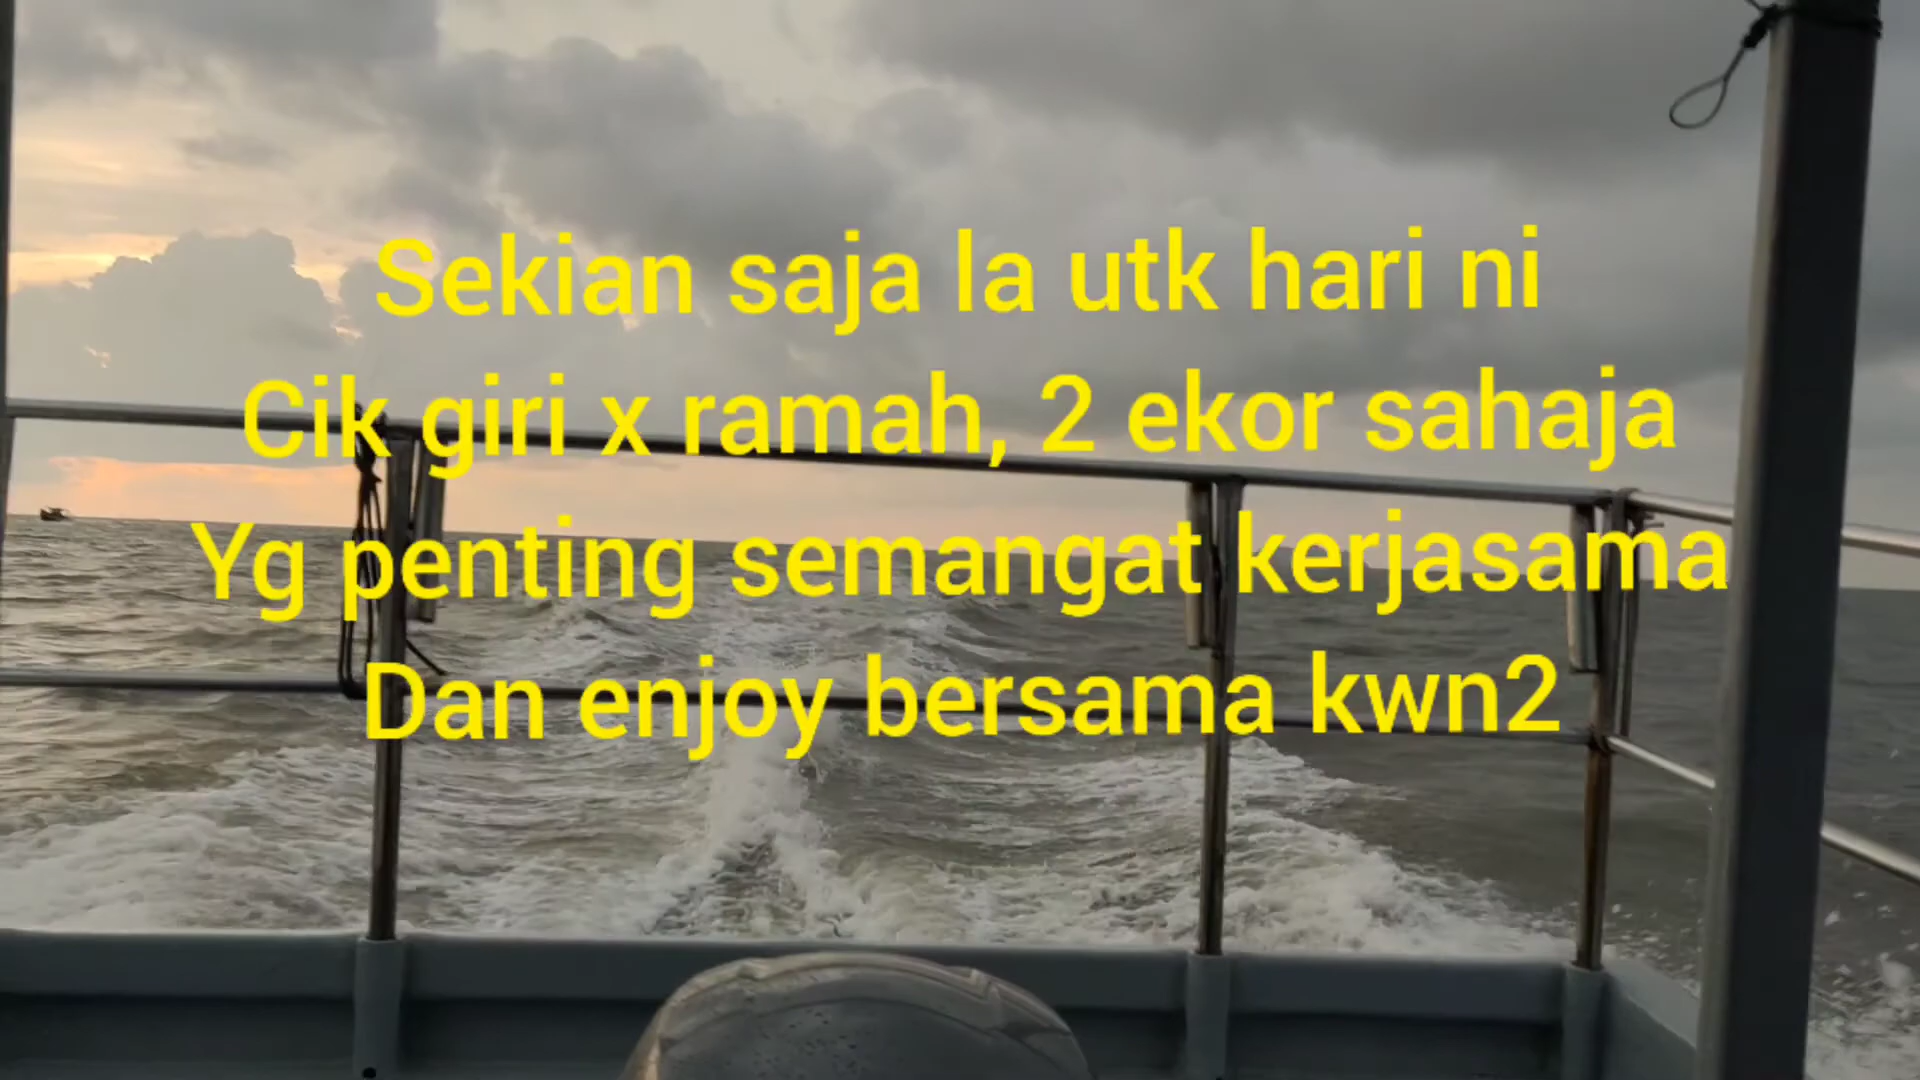 Sekian saja la utk hari ni
Cik giri x ramah, 2 ekor sahaja
Yg penting semangat kerjasama
Dan enjoy bersama kwn2